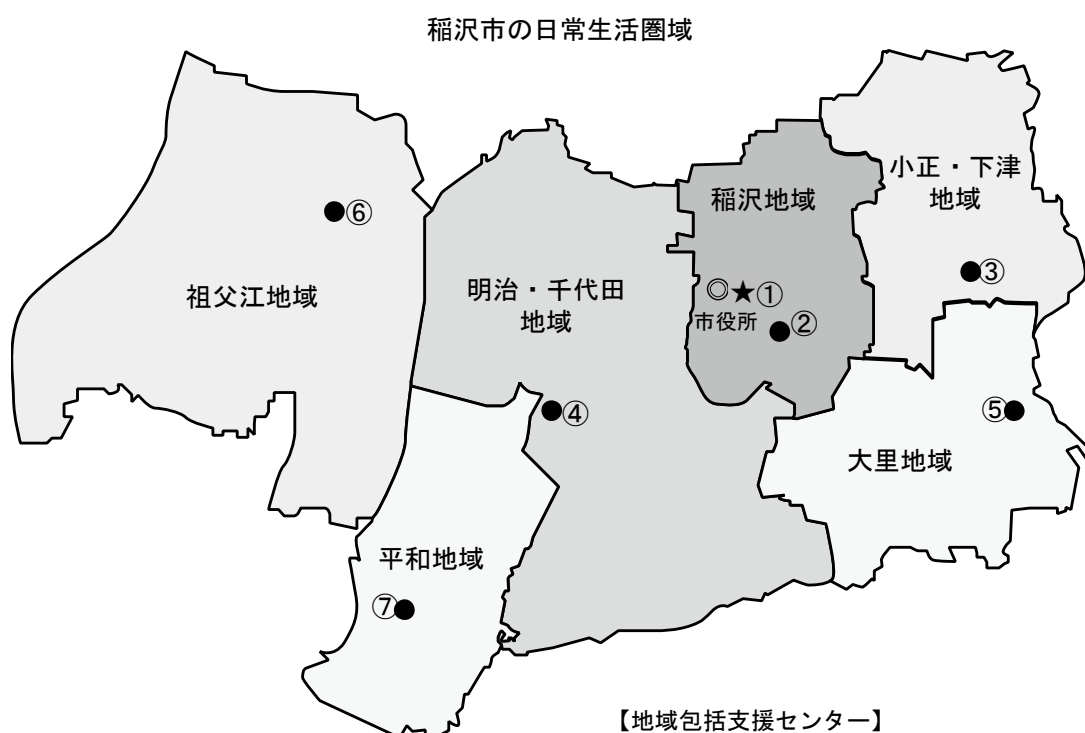 稲沢市の日常生活圏域
小正・下津
地域
稲沢地域
⑥
③
明治・千代田
地域
祖父江地域
◎★①
市役所
②
④
⑤
大里地域
平和地域
⑦
【地域包括支援センター】